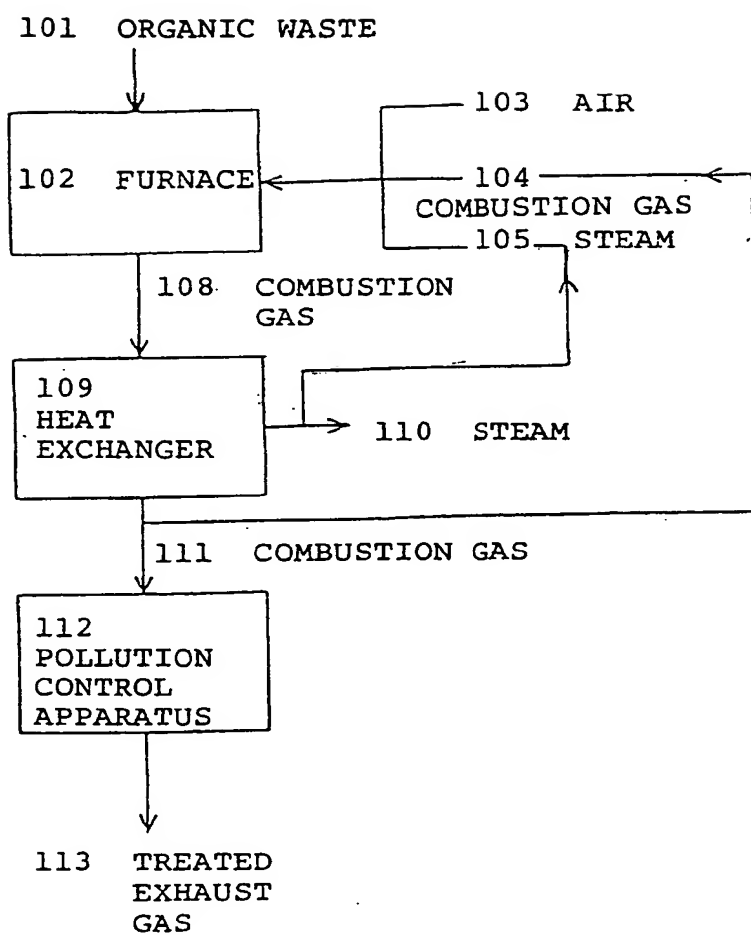 101 ORGANIC WASTE
103 AIR
102 FURNACE
104
COMBUSTION GAS
105 STEAM
108 COMBUSTION
GAS
109
HEAT
EXCHANGER
110 STEAM
111 COMBUSTION GAS
112
POLLUTION
CONTROL
APPARATUS
113 TREATED
EXHAUST
GAS